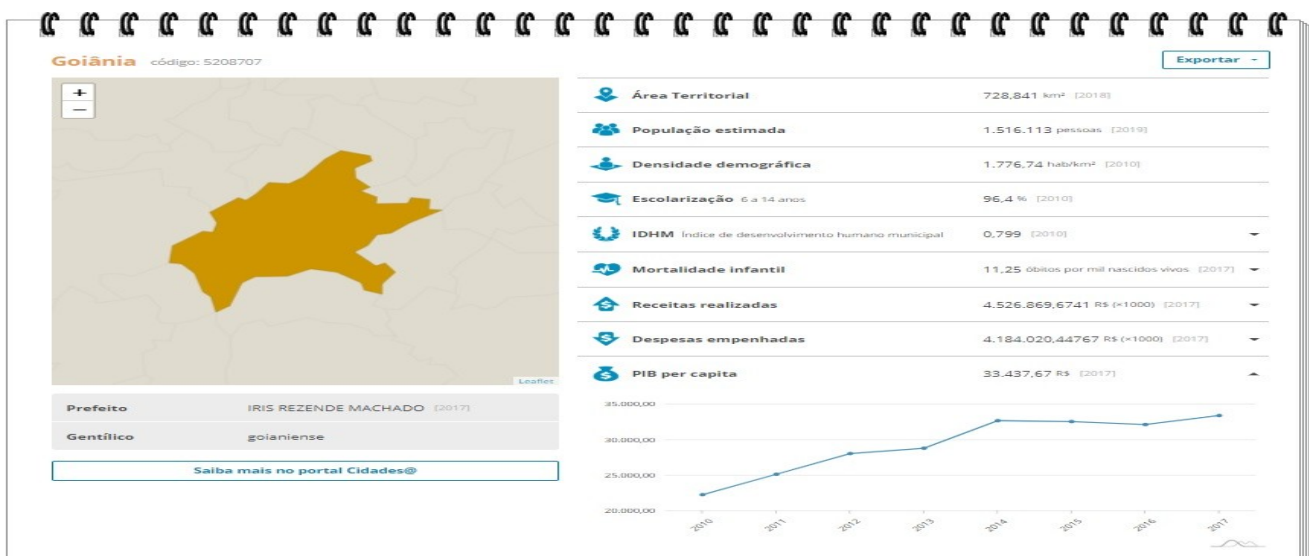 Goiânia código: 5208707
Exportar
+
−
Leaflet
Prefeito IRIS REZENDE MACHADO [2017]
Gentílico goianiense
Saiba mais no portal Cidades@
Área Territorial 728,841 km² [2018]
População estimada 1.516.113 pessoas [2019]
Densidade demográfica 1.776,74 hab/km² [2010]
Escolarização 6 a 14 anos 96,4 % [2010]
IDHM Índice de desenvolvimento humano municipal 0,799 [2010]
Mortalidade infantil 11,25 óbitos por mil nascidos vivos [2017]
Receitas realizadas 4.526.869,6741 R$ (×1000) [2017]
Despesas empenhadas 4.184.020,44767 R$ (×1000) [2017]
PIB per capita 33.437,67 R$ [2017]
35.000,00
30.000,00
25.000,00
20.000,00
2010 2011 2012 2013 2014 2015 2016 2017